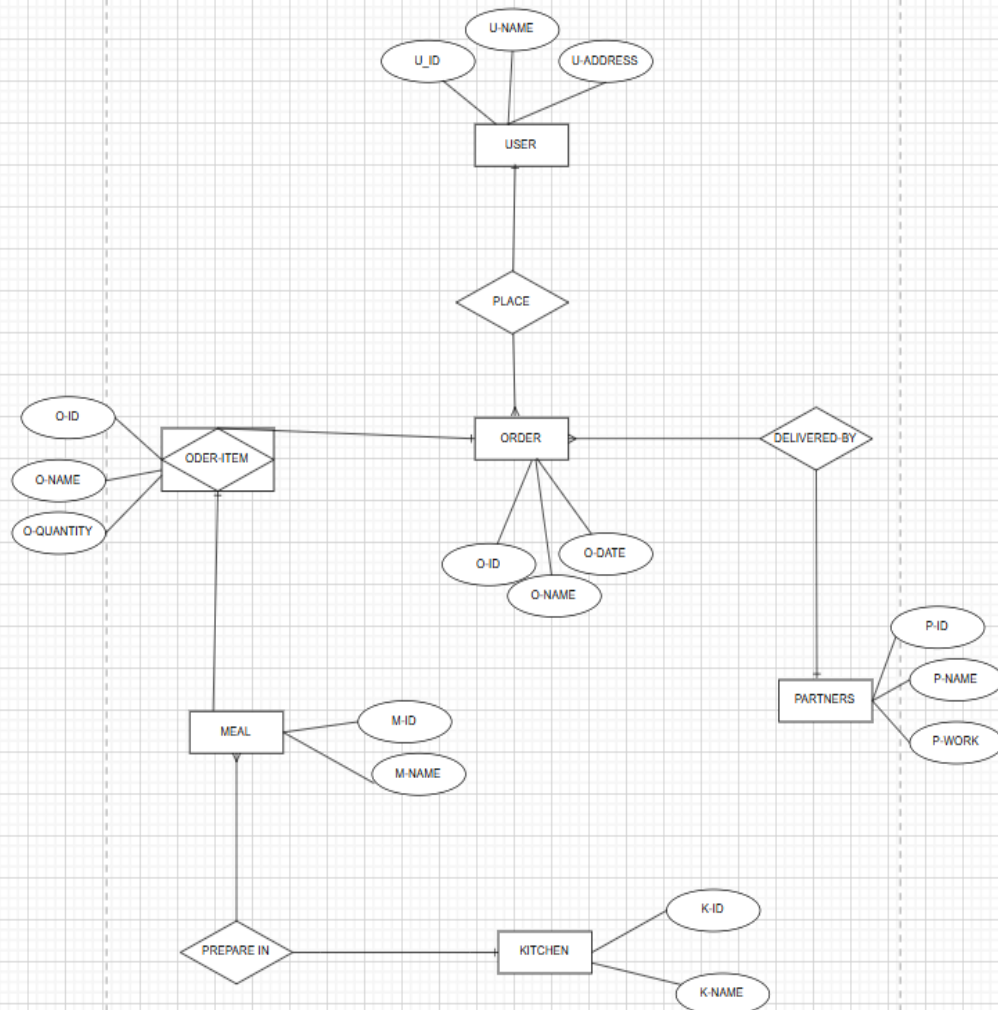 U-NAME
U_ID
U-ADDRESS
USER
PLACE
O-ID
ORDER
DELIVERED-BY
ODER-ITEM
O-NAME
O-QUANTITY
O-DATE
O-ID
O-NAME
P-ID
P-NAME
PARTNERS
P-WORK
M-ID
MEAL
M-NAME
K-ID
PREPARE IN
KITCHEN
K-NAME